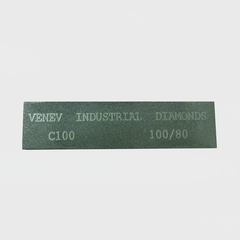 VENEV INDUSTRIAL DIAMONDS
C100 100/80